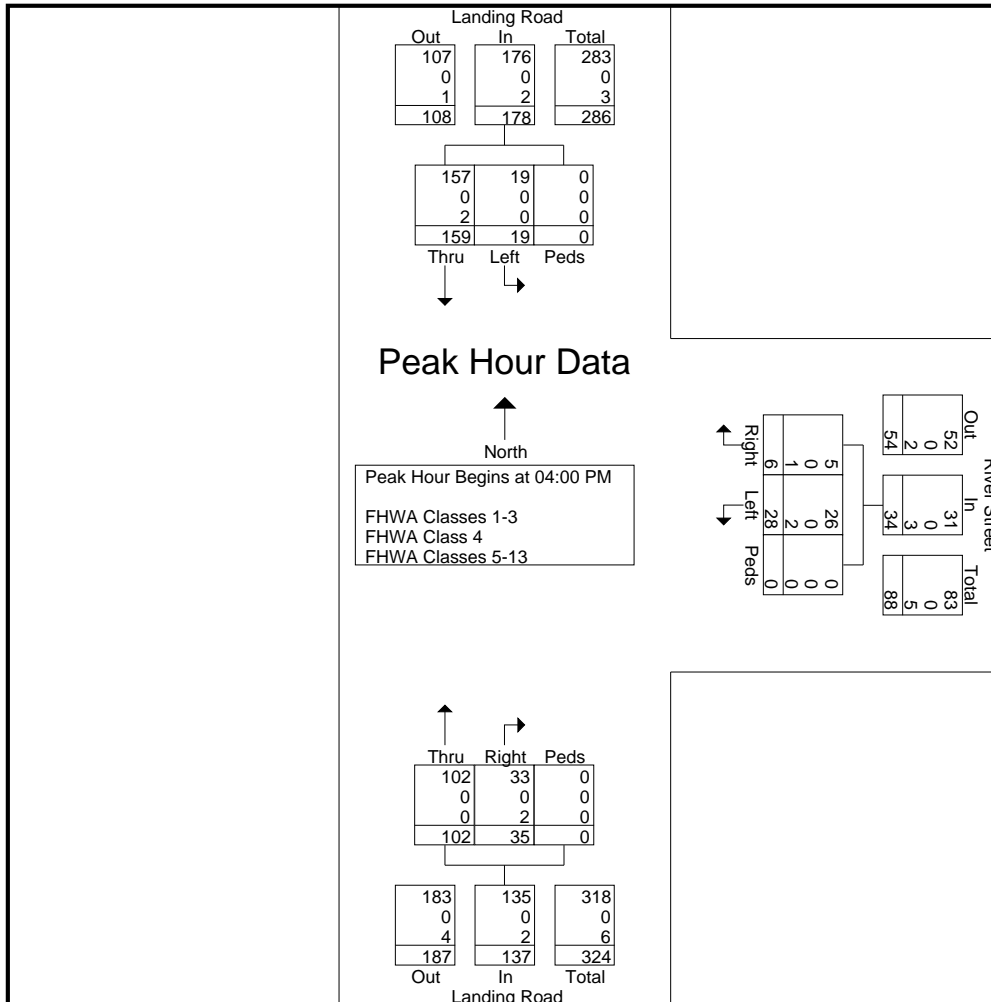 Landing Road
Out In Total
107 176 283
0 0 0
1 2 3
108 178 286
157 19 0
0 0 0
2 0 0
159 19 0
Thru Left Peds
Peak Hour Data
North
Peak Hour Begins at 04:00 PM
FHWA Classes 1-3
FHWA Class 4
FHWA Classes 5-13
River Street
Out In Total
52 31 83
0 0 0
2 3 5
54 34 88
5 26 0
0 0 0
1 2 0
6 28 0
Right Left Peds
Thru Right Peds
102 33 0
0 0 0
0 2 0
102 35 0
183 135 318
0 0 0
4 2 6
187 137 324
Out In Total
Landing Road